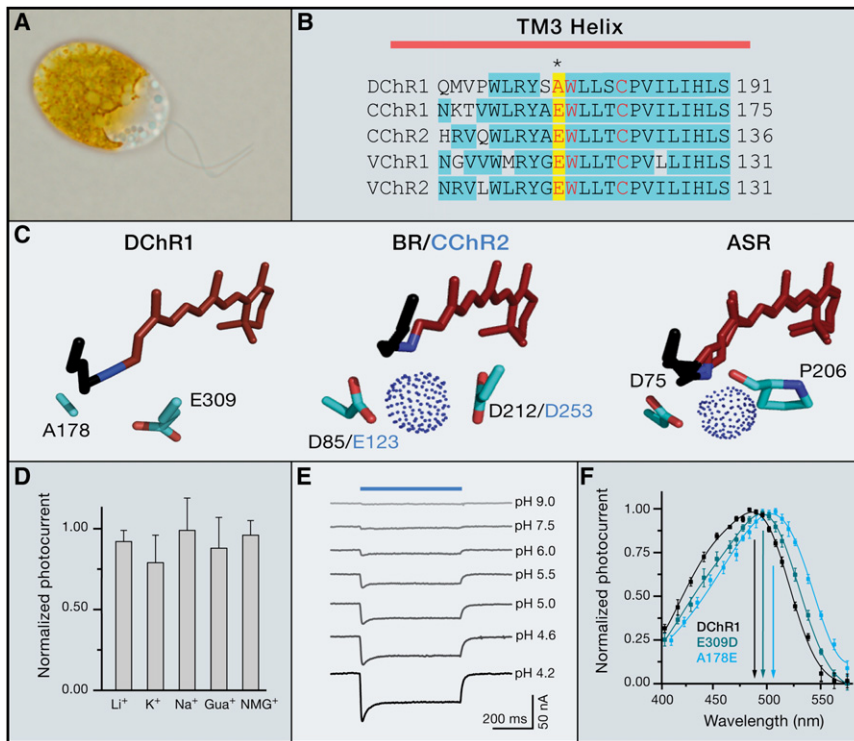 A
B
TM3 Helix
*
DChR1 QMVPWLRYSAWLLSCPVILIHLS 191
CChR1 NKTVWLRYAEWLLTCPVILIHLS 175
CChR2 HRVQWLRYAEWLLTCPVILIHLS 136
VChR1 NGVVWMRYGEWLLTCPVLLIHLS 131
VChR2 NRVLWLRYGEWLLTCPVILIHLS 131
C
DChR1
BR/CChR2
ASR
A178
E309
D85/E123
D212/D253
D75
P206
D
Normalized photocurrent
1.00
0.50
0.00
Li+ K+ Na+ Gua+ NMG+
E
pH 9.0
pH 7.5
pH 6.0
pH 5.5
pH 5.0
pH 4.6
pH 4.2
200 ms
50 nA
F
Normalized photocurrent
1.00
0.75
0.50
0.25
DChR1
E309D
A178E
400 450 500 550
Wavelength (nm)